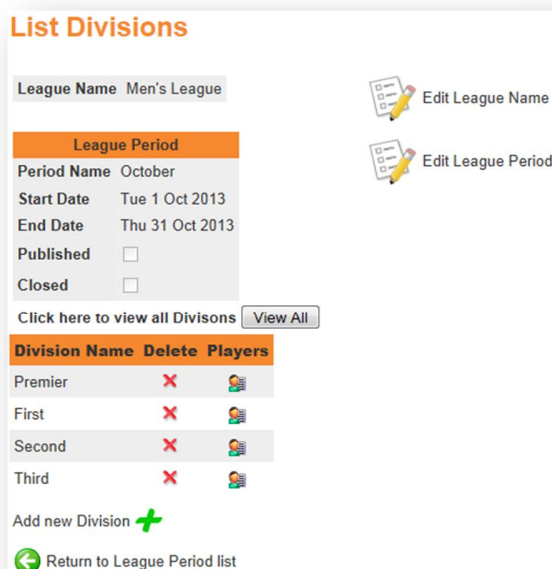 List Divisions
League Name Men's League
Edit League Name
League Period
Edit League Period
Period Name October
Start Date Tue 1 Oct 2013
End Date Thu 31 Oct 2013
Published
Closed
Click here to view all Divisons View All
Division Name Delete Players
Premier
First
Second
Third
Add new Division
Return to League Period list